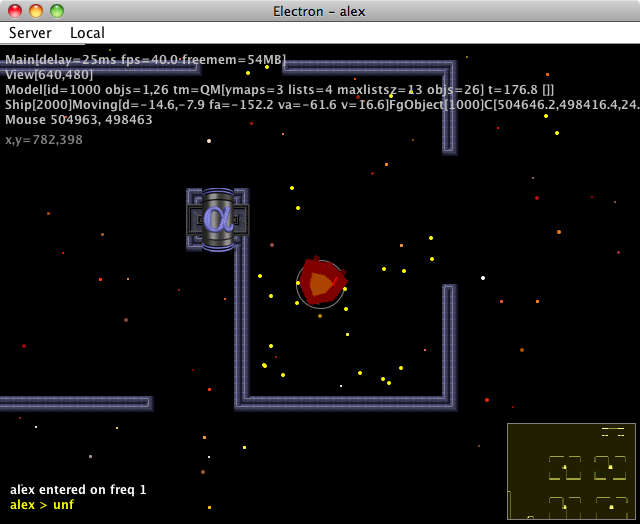 Electron - alex
Server Local
Main[delay=25ms fps=40.0 freemem=54MB]
View[640,480]
Model[id=1000 objs=1,26 tm=QM[ymaps=3 lists=4 maxlistsz=13 objs=26] t=176.8 []]
Ship[2000]Moving[d=-14.6,-7.9 fa=-152.2 va=-61.6 v=16.6]FgObject[1000]C[504646.2,498416.4,24.
Mouse 504963, 498463
x,y=782,398
α
alex entered on freq 1
alex > unf